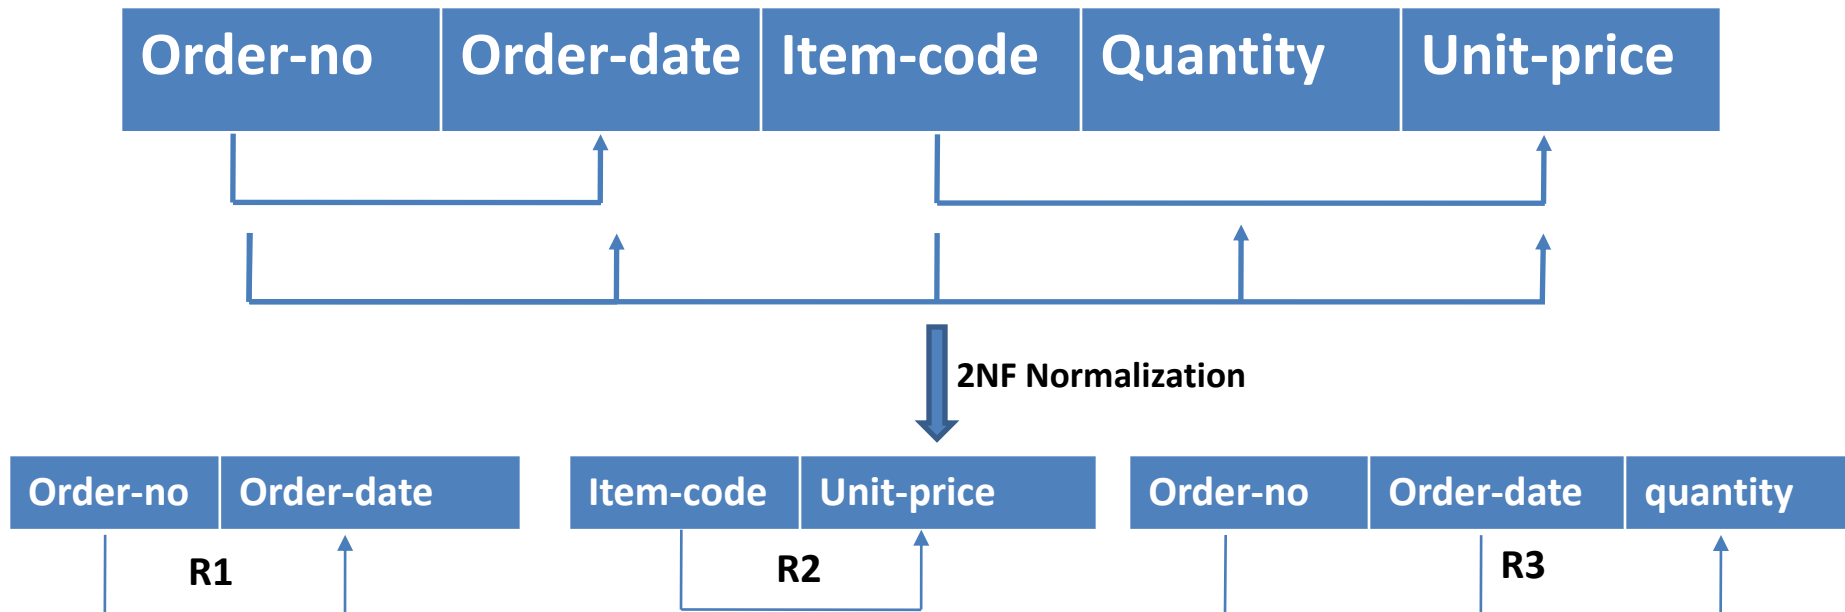 Order-no Order-date Item-code Quantity Unit-price
2NF Normalization
Order-no Order-date Item-code Unit-price Order-no Order-date quantity
R1 R2 R3